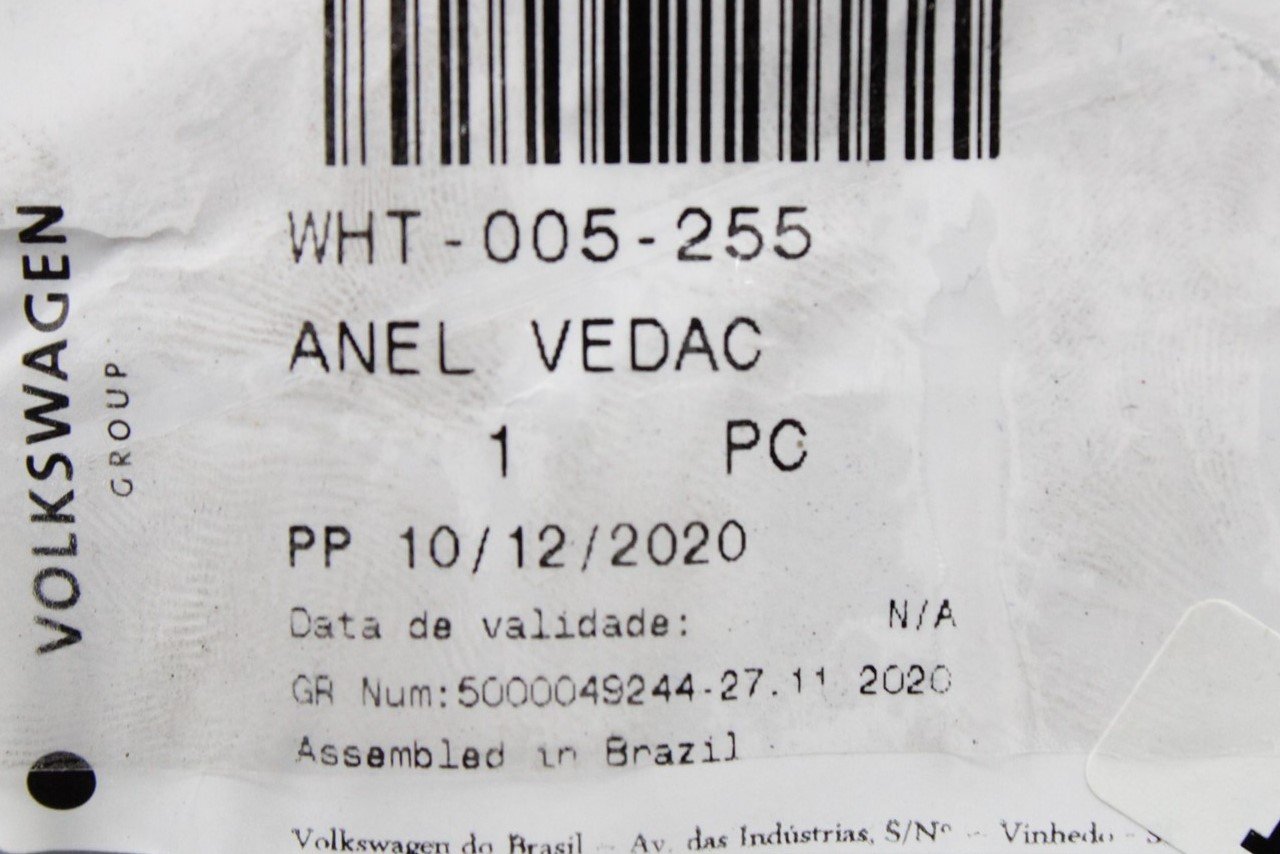 WHT-005-255
ANEL VEDAC
1 PC
PP 10/12/2020
Data de validade: N/A
GR Num:5000049244-27.11.2020
Assembled in Brazil
Volkswagen do Brasil - Av. das Indústrias, S/Nº - Vinhedo - S
VOLKSWAGEN
GROUP